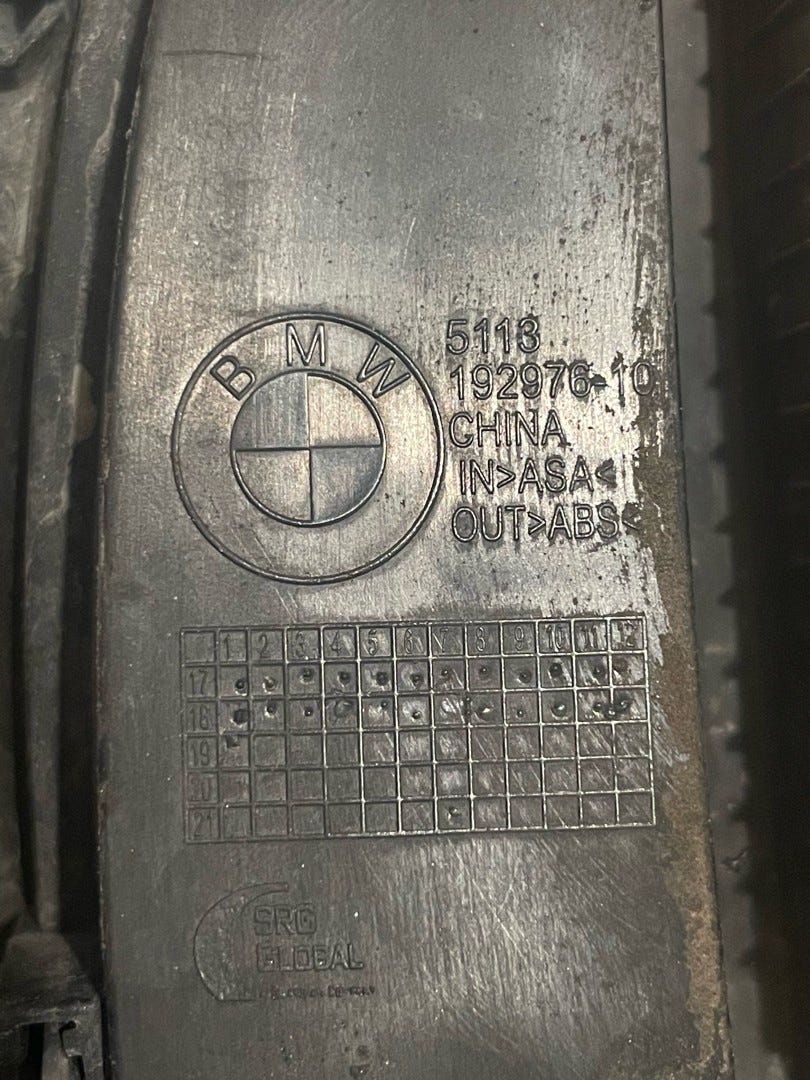 BMW
5113
192976-10
CHINA
IN>ASA<
OUT>ABS<
1 2 3 4 5 6 7 8 9 10 11 12
17
18
19
20
21
SRG
GLOBAL